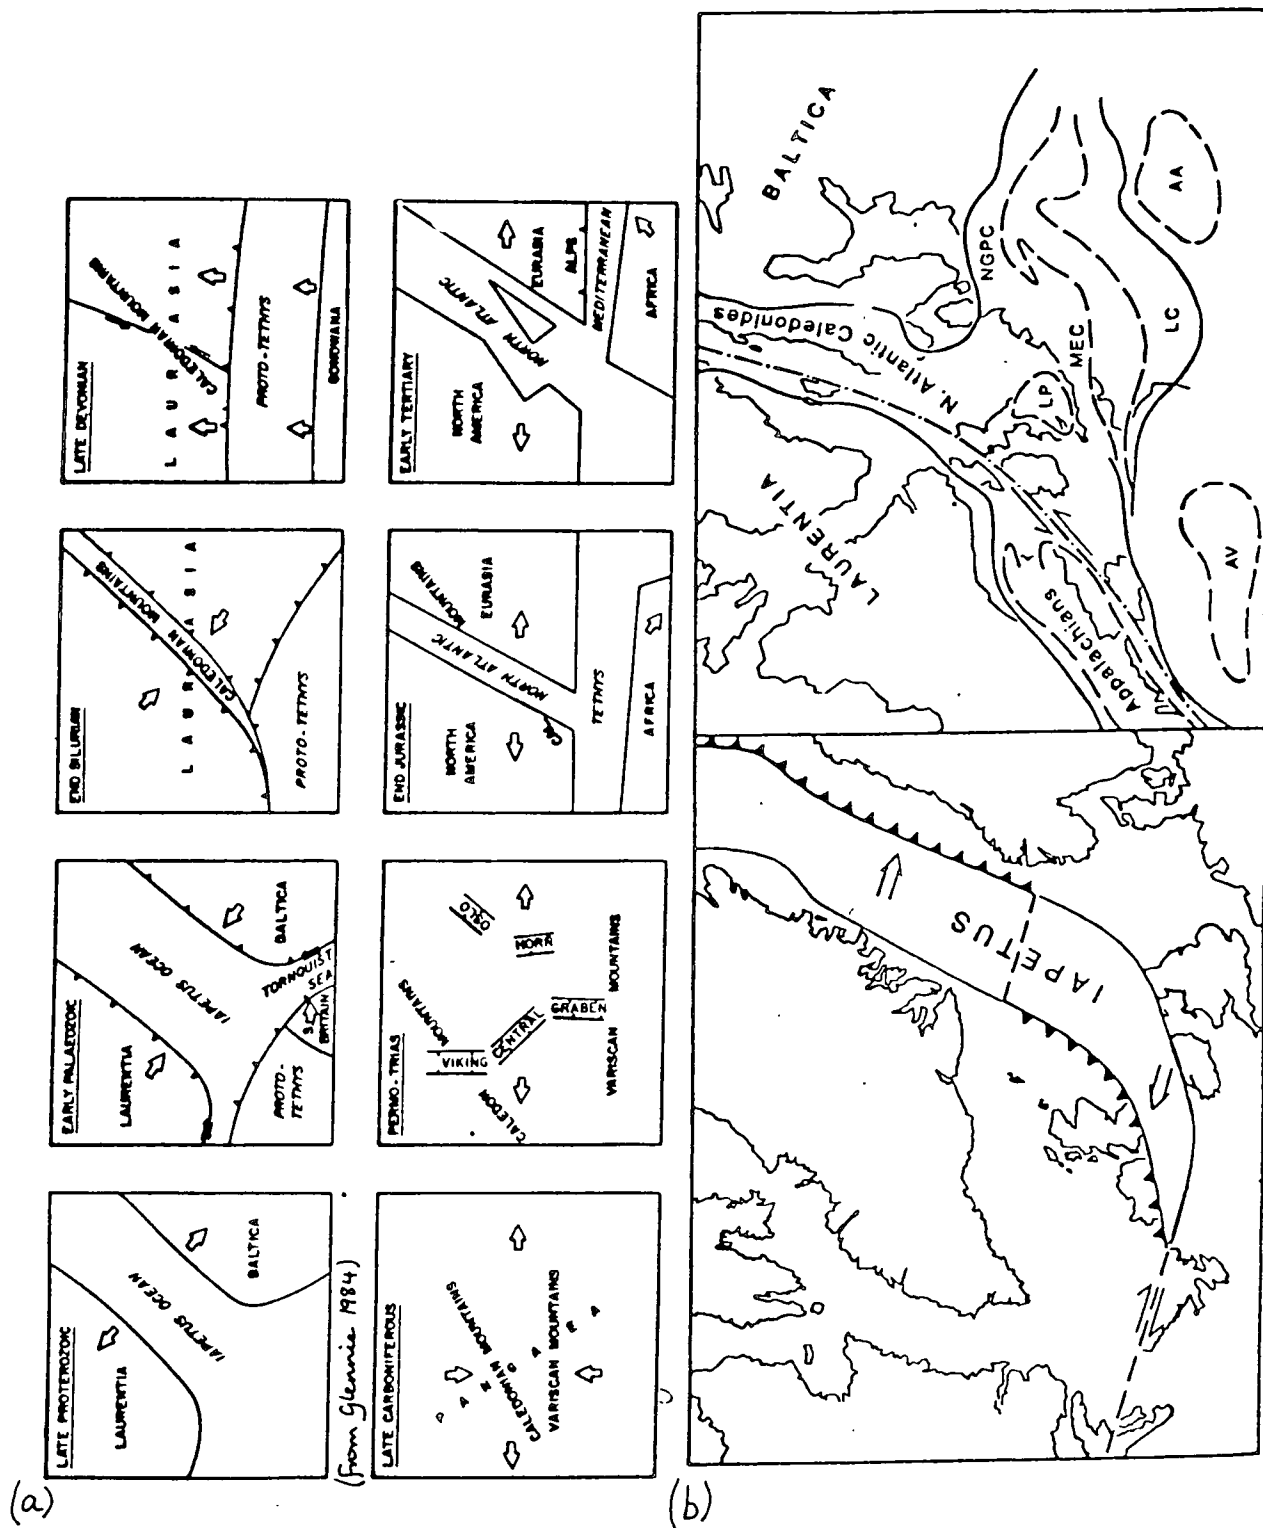 (a)
LATE PROTEROZOIC
LAURENTIA
IAPETUS OCEAN
BALTICA
EARLY PALAEOZOIC
LAURENTIA
IAPETUS OCEAN
BALTICA
TORNQUIST
SEA
S.
BRITAIN
PROTO-
TETHYS
END SILURIAN
LAURASIA
CALEDONIAN MOUNTAINS
PROTO-TETHYS
LATE DEVONIAN
LAURASIA
CALEDONIAN MOUNTAINS
PROTO-TETHYS
GONDWANA
(from Glennie 1984)
LATE CARBONIFEROUS
CALEDONIAN MOUNTAINS
VARISCAN MOUNTAINS
PERMO-TRIAS
CALEDON
MOUNTAINS
VIKING
CENTRAL
GRABEN
HORN
OSLO
VARISCAN MOUNTAINS
END JURASSIC
NORTH
AMERICA
NORTH ATLANTIC
MOUNTAINS
EURASIA
CAL
TETHYS
AFRICA
EARLY TERTIARY
NORTH
AMERICA
NORTH ATLANTIC
EURASIA
ALPS
MEDITERRANEAN
AFRICA
(b)
IAPETUS
LAURENTIA
BALTICA
Appalachians
N. Atlantic Caledonides
NGPC
MEC
LP
LC
AV
AA